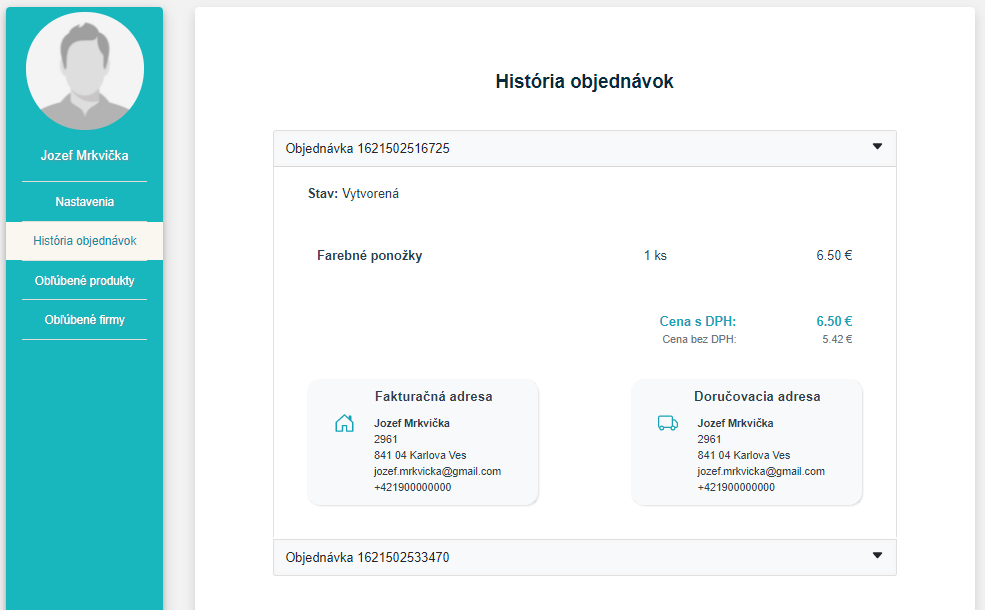 Jozef Mrkvička
Nastavenia
História objednávok
Obľúbené produkty
Obľúbené firmy
História objednávok
Objednávka 1621502516725
Stav: Vytvorená
Farebné ponožky 1 ks 6.50 €
Cena s DPH: 6.50 €
Cena bez DPH: 5.42 €
Fakturačná adresa
Jozef Mrkvička
2961
841 04 Karlova Ves
jozef.mrkvicka@gmail.com
+421900000000
Doručovacia adresa
Jozef Mrkvička
2961
841 04 Karlova Ves
jozef.mrkvicka@gmail.com
+421900000000
Objednávka 1621502533470